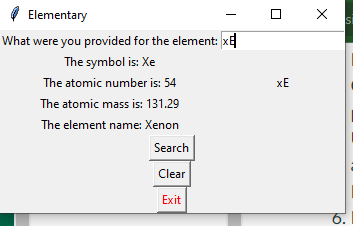 Elementary
What were you provided for the element: xE
The symbol is: Xe
The atomic number is: 54 xE
The atomic mass is: 131.29
The element name: Xenon
Search
Clear
Exit
6.